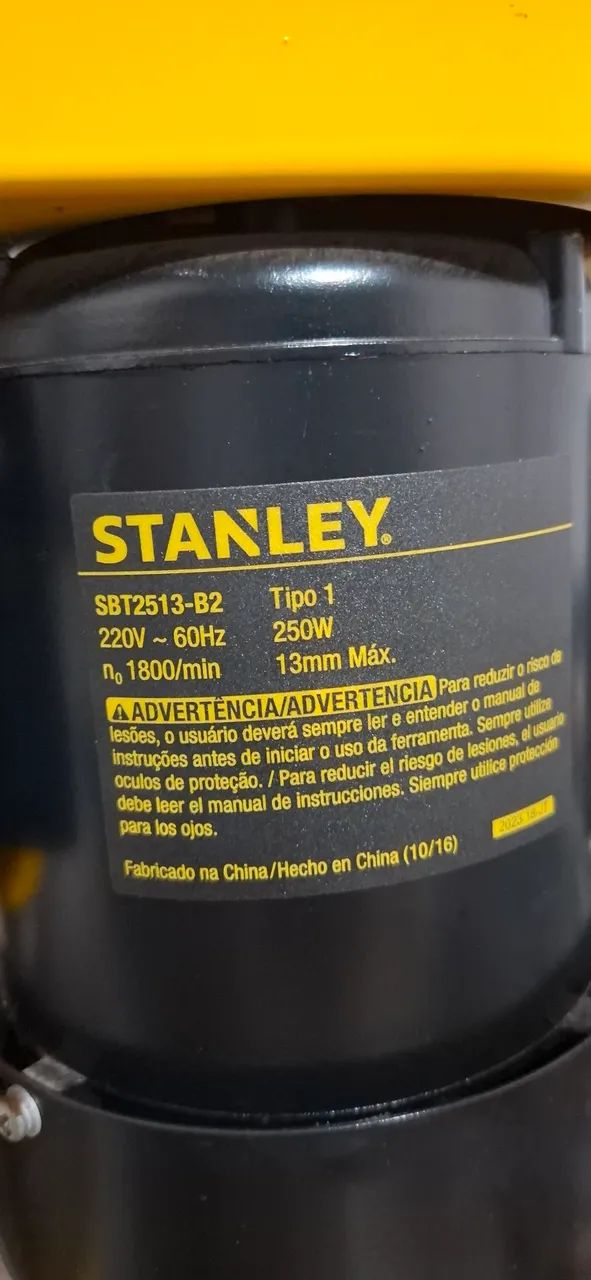 STANLEY®
SBT2513-B2 Tipo 1
220V ~ 60Hz 250W
n₀ 1800/min 13mm Máx.
ADVERTÊNCIA/ADVERTENCIA Para reduzir o risco de
lesões, o usuário deverá sempre ler e entender o manual de
instruções antes de iniciar o uso da ferramenta. Sempre utilize
oculos de proteção. / Para reducir el riesgo de lesiones, el usuario
debe leer el manual de instrucciones. Siempre utilice protección
para los ojos.
Fabricado na China/Hecho en China (10/16)